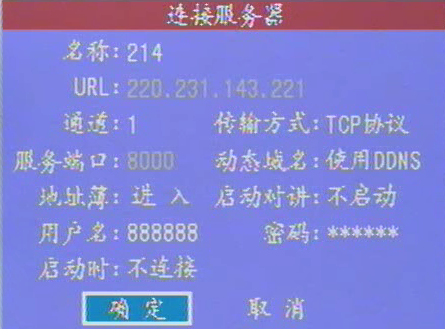 连接服务器
名称:214
URL:220.231.143.221
通道:1 传输方式:TCP协议
服务端口:8000 动态域名:使用DDNS
地址薄:进入 启动对讲:不启动
用户名:888888 密码:******
启动时:不连接
确定 取消